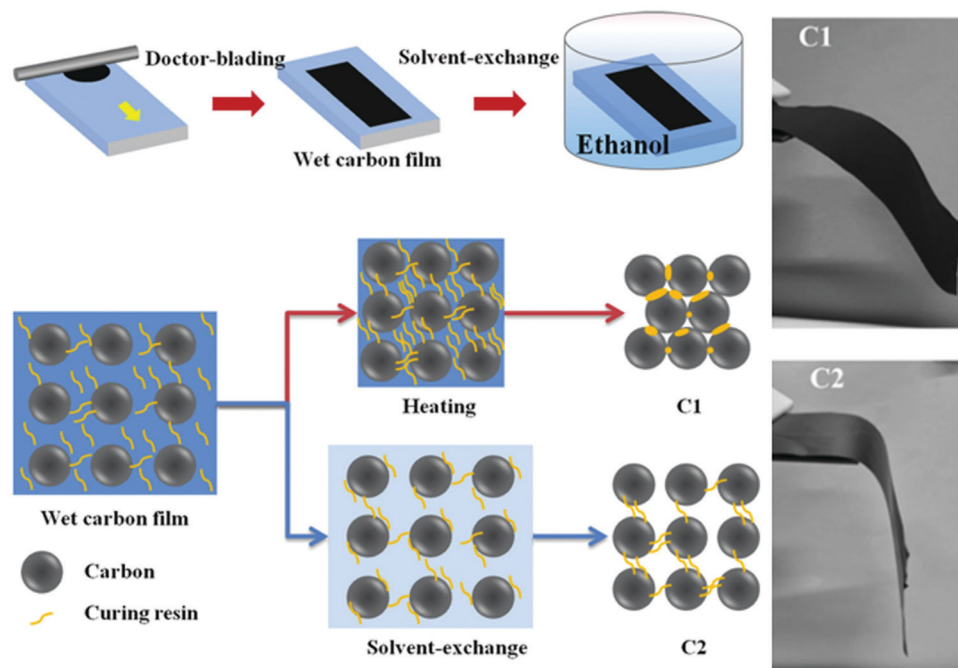 Doctor-blading
Solvent-exchange
Wet carbon film
Ethanol
C1
Heating
C1
Wet carbon film
Carbon
Curing resin
Solvent-exchange
C2
C2